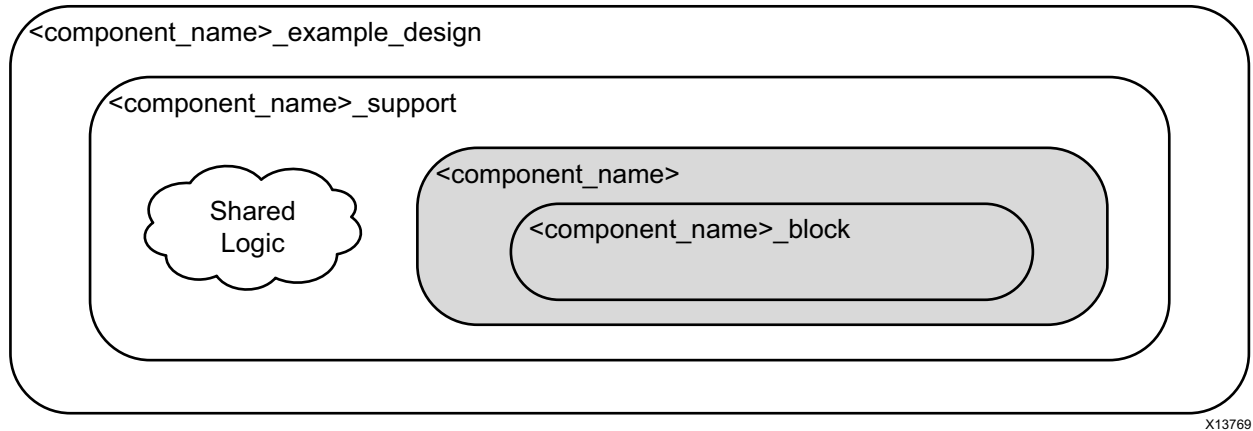 <component_name>_example_design
<component_name>_support
<component_name>
Shared
Logic
<component_name>_block
X13769